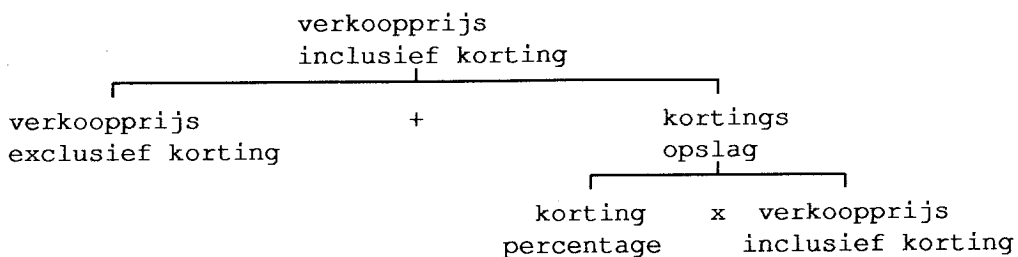 verkoopprijs
inclusief korting
verkoopprijs
exclusief korting
+
kortings
opslag
korting
percentage
x
verkoopprijs
inclusief korting